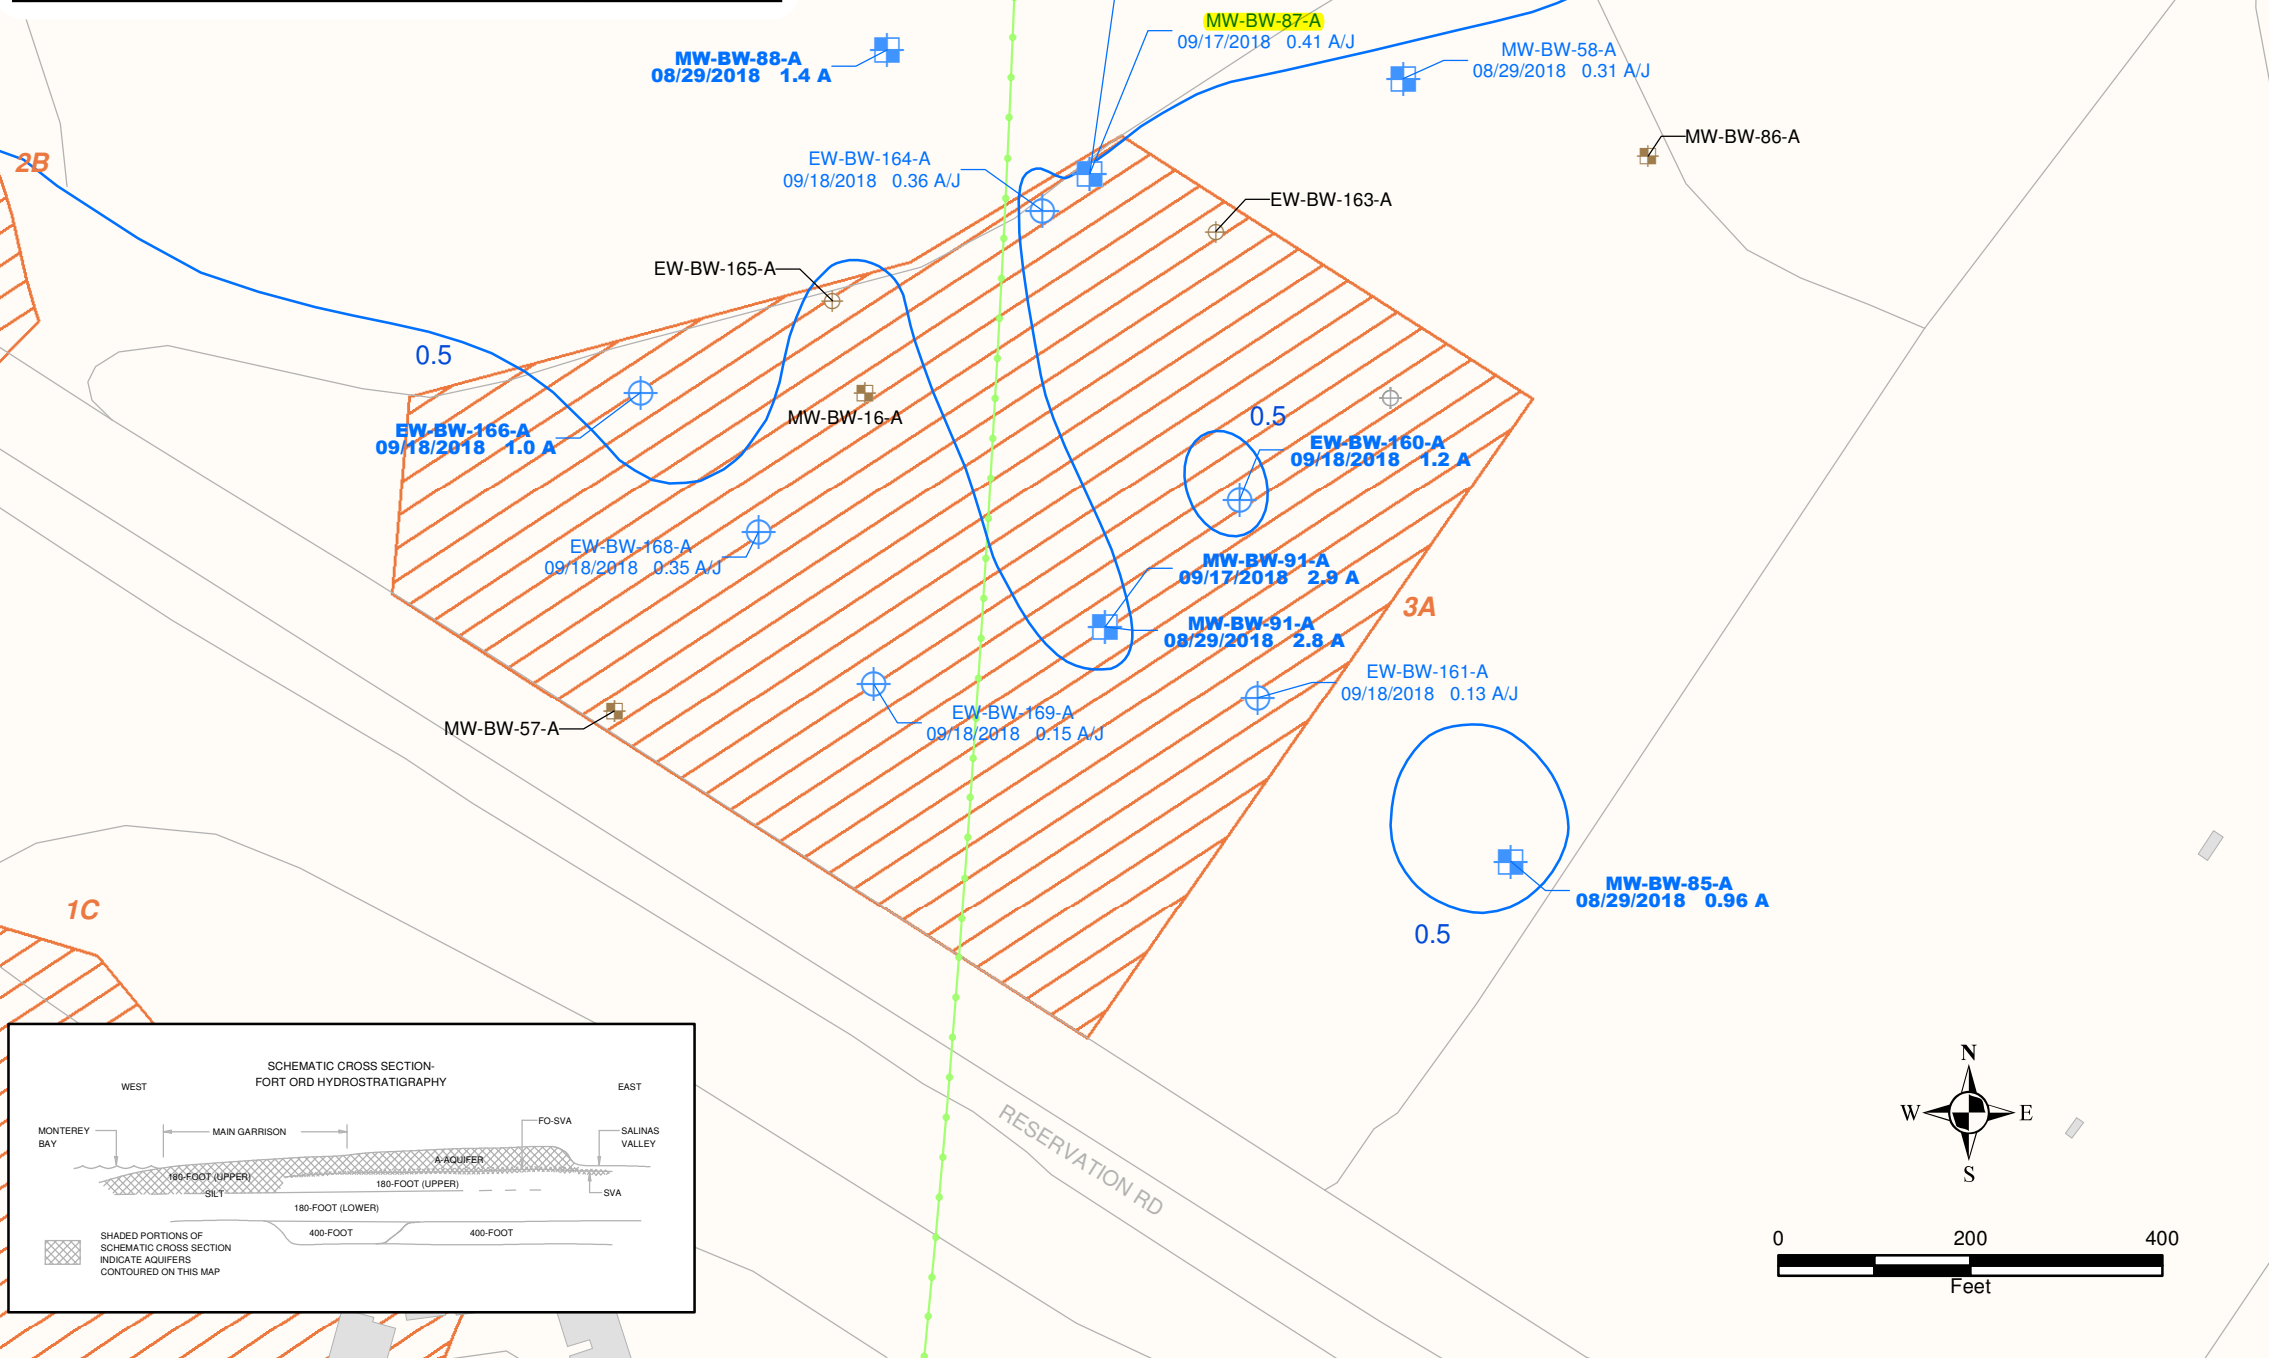 MW-BW-87-A
09/17/2018 0.41 A/J
MW-BW-88-A
08/29/2018 1.4 A
MW-BW-58-A
08/29/2018 0.31 A/J
MW-BW-86-A
2B
EW-BW-164-A
09/18/2018 0.36 A/J
EW-BW-163-A
EW-BW-165-A
0.5
MW-BW-16-A
0.5
EW-BW-166-A
09/18/2018 1.0 A
EW-BW-160-A
09/18/2018 1.2 A
EW-BW-168-A
09/18/2018 0.35 A/J
MW-BW-91-A
09/17/2018 2.9 A
3A
MW-BW-91-A
08/29/2018 2.8 A
EW-BW-161-A
09/18/2018 0.13 A/J
EW-BW-169-A
09/18/2018 0.15 A/J
MW-BW-57-A
MW-BW-85-A
08/29/2018 0.96 A
0.5
1C
RESERVATION RD
SCHEMATIC CROSS SECTION-
FORT ORD HYDROSTRATIGRAPHY
WEST
EAST
MONTEREY
BAY
MAIN GARRISON
FO-SVA
SALINAS
VALLEY
A-AQUIFER
180-FOOT (UPPER)
180-FOOT (UPPER)
SILT
SVA
180-FOOT (LOWER)
400-FOOT
400-FOOT
SHADED PORTIONS OF
SCHEMATIC CROSS SECTION
INDICATE AQUIFERS
CONTOURED ON THIS MAP
N
W E
S
0 200 400
Feet